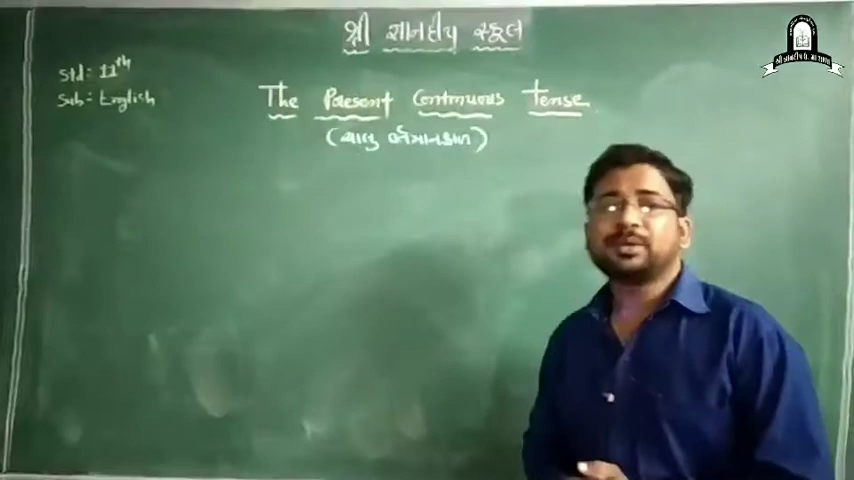 શ્રી જ્ઞાનદીપ સ્કૂલ
Std:- 11th
Sub:- English
The Present Continuous Tense
(ચાલુ વર્તમાનકાળ)